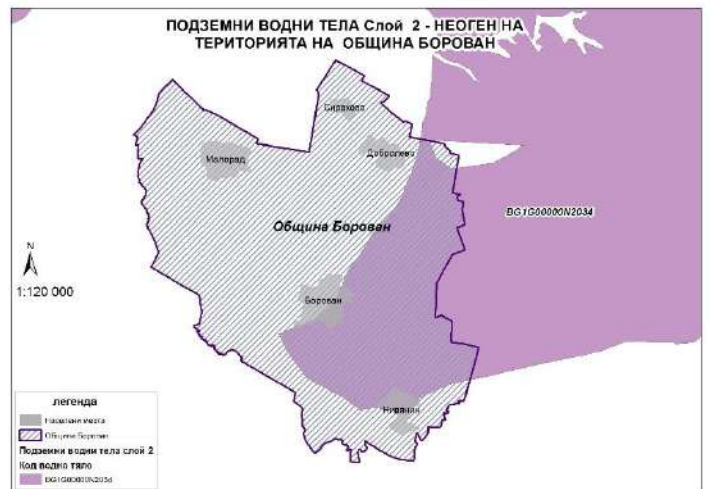 ПОДЗЕМНИ ВОДНИ ТЕЛА Слой 2 - НЕОГЕН НА
ТЕРИТОРИЯТА НА ОБЩИНА БОРОВАН
Сираково
Малорад
Добролево
BG1G00000N2034
Община Борован
N
1:120 000
Борован
Нивянин
легенда
Населени места
Община Борован
Подземни водни тела слой 2
Код водно тяло
BG1G00000N2034